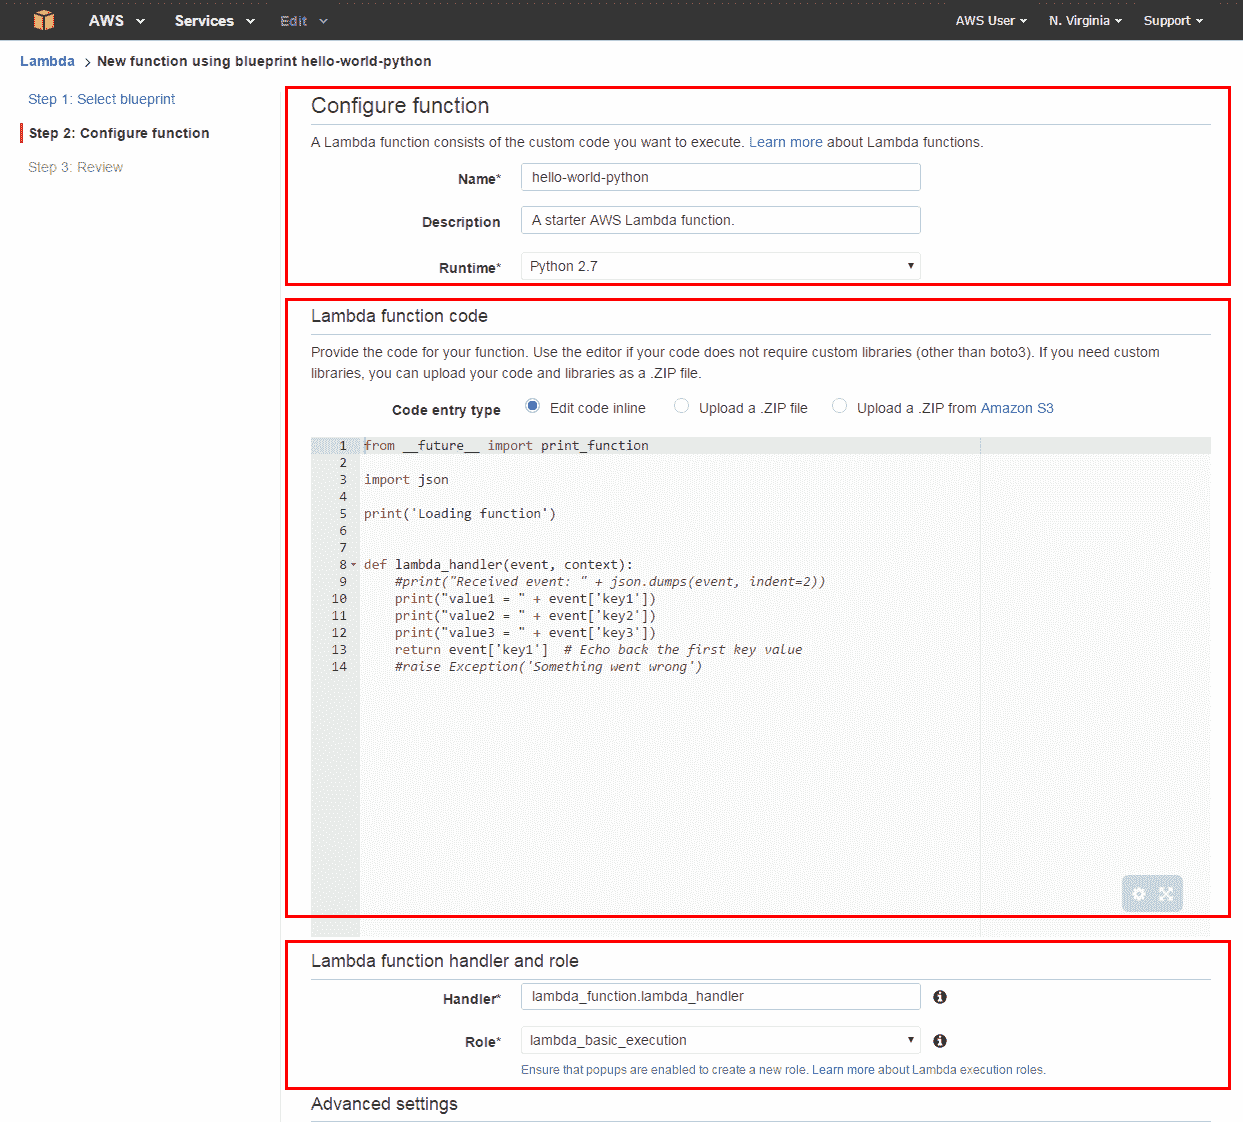 AWS Services Edit AWS User N. Virginia Support
Lambda > New function using blueprint hello-world-python
Step 1: Select blueprint
Step 2: Configure function
Step 3: Review
Configure function
A Lambda function consists of the custom code you want to execute. Learn more about Lambda functions.
Name* hello-world-python
Description A starter AWS Lambda function.
Runtime* Python 2.7
Lambda function code
Provide the code for your function. Use the editor if your code does not require custom libraries (other than boto3). If you need custom
libraries, you can upload your code and libraries as a .ZIP file.
Code entry type Edit code inline Upload a .ZIP file Upload a .ZIP from Amazon S3
1 from __future__ import print_function
2
3 import json
4
5 print('Loading function')
6
7
8 def lambda_handler(event, context):
9     #print("Received event: " + json.dumps(event, indent=2))
10     print("value1 = " + event['key1'])
11     print("value2 = " + event['key2'])
12     print("value3 = " + event['key3'])
13     return event['key1']  # Echo back the first key value
14     #raise Exception('Something went wrong')
Lambda function handler and role
Handler* lambda_function.lambda_handler
Role* lambda_basic_execution
Ensure that popups are enabled to create a new role. Learn more about Lambda execution roles.
Advanced settings